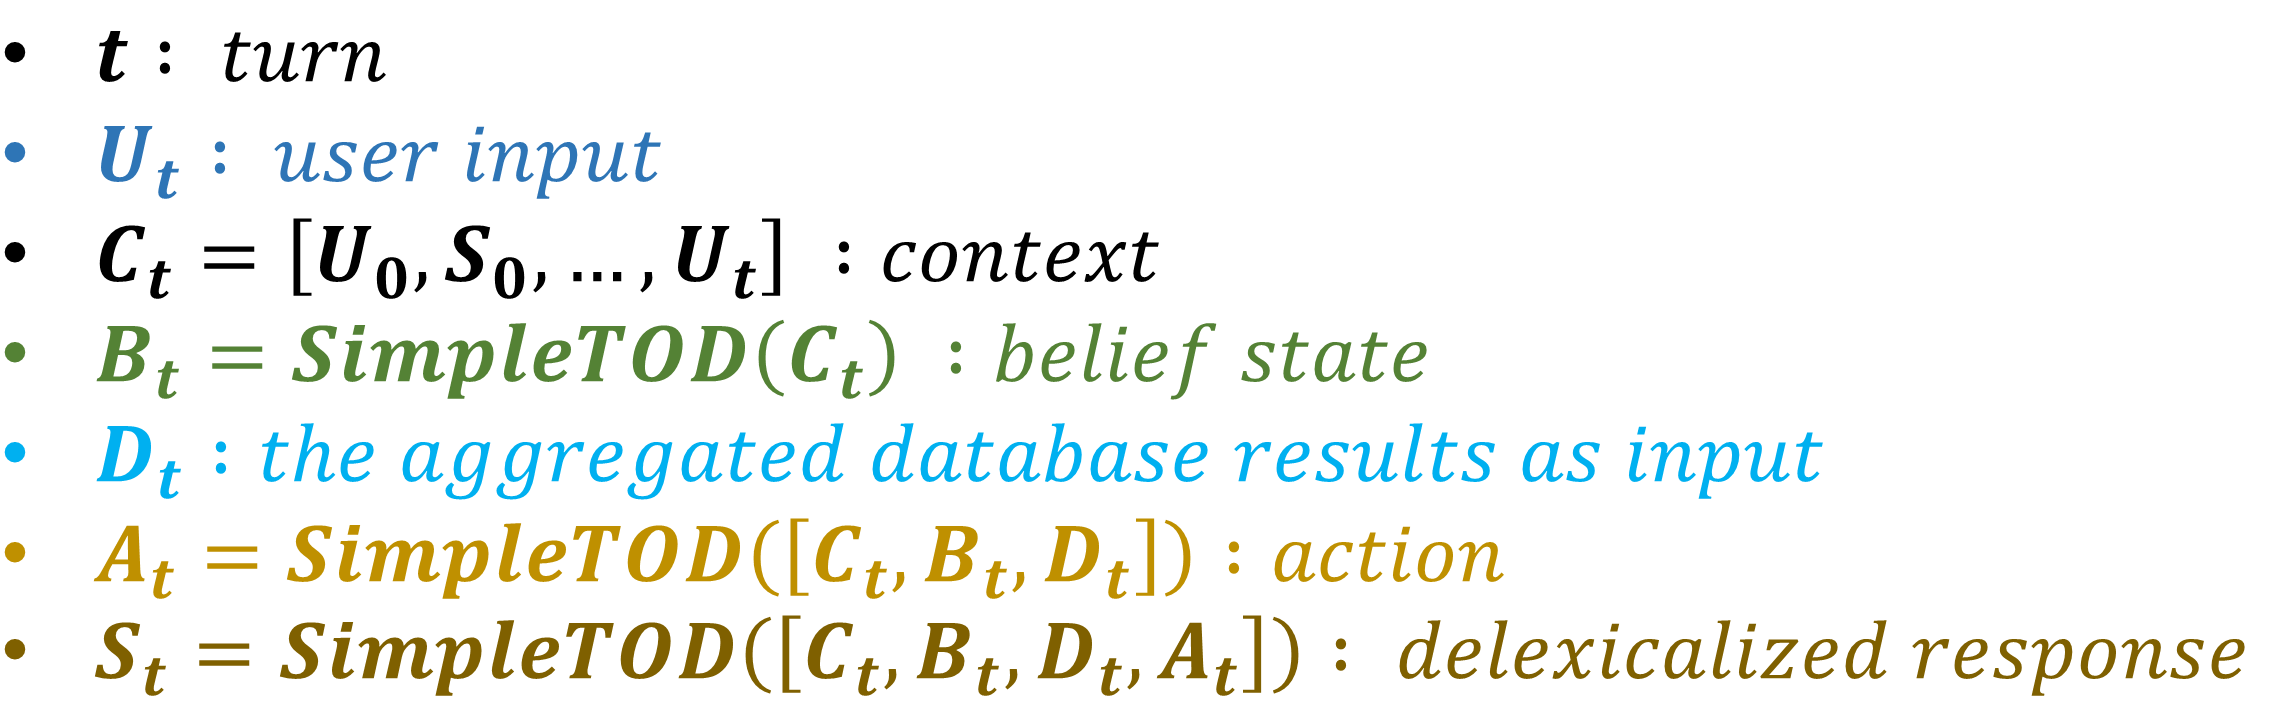 • t : turn
• U_t : user input
• C_t = [U_0, S_0, … , U_t] : context
• B_t = SimpleTOD(C_t) : belief state
• D_t : the aggregated database results as input
• A_t = SimpleTOD([C_t, B_t, D_t]) : action
• S_t = SimpleTOD([C_t, B_t, D_t, A_t]) : delexicalized response